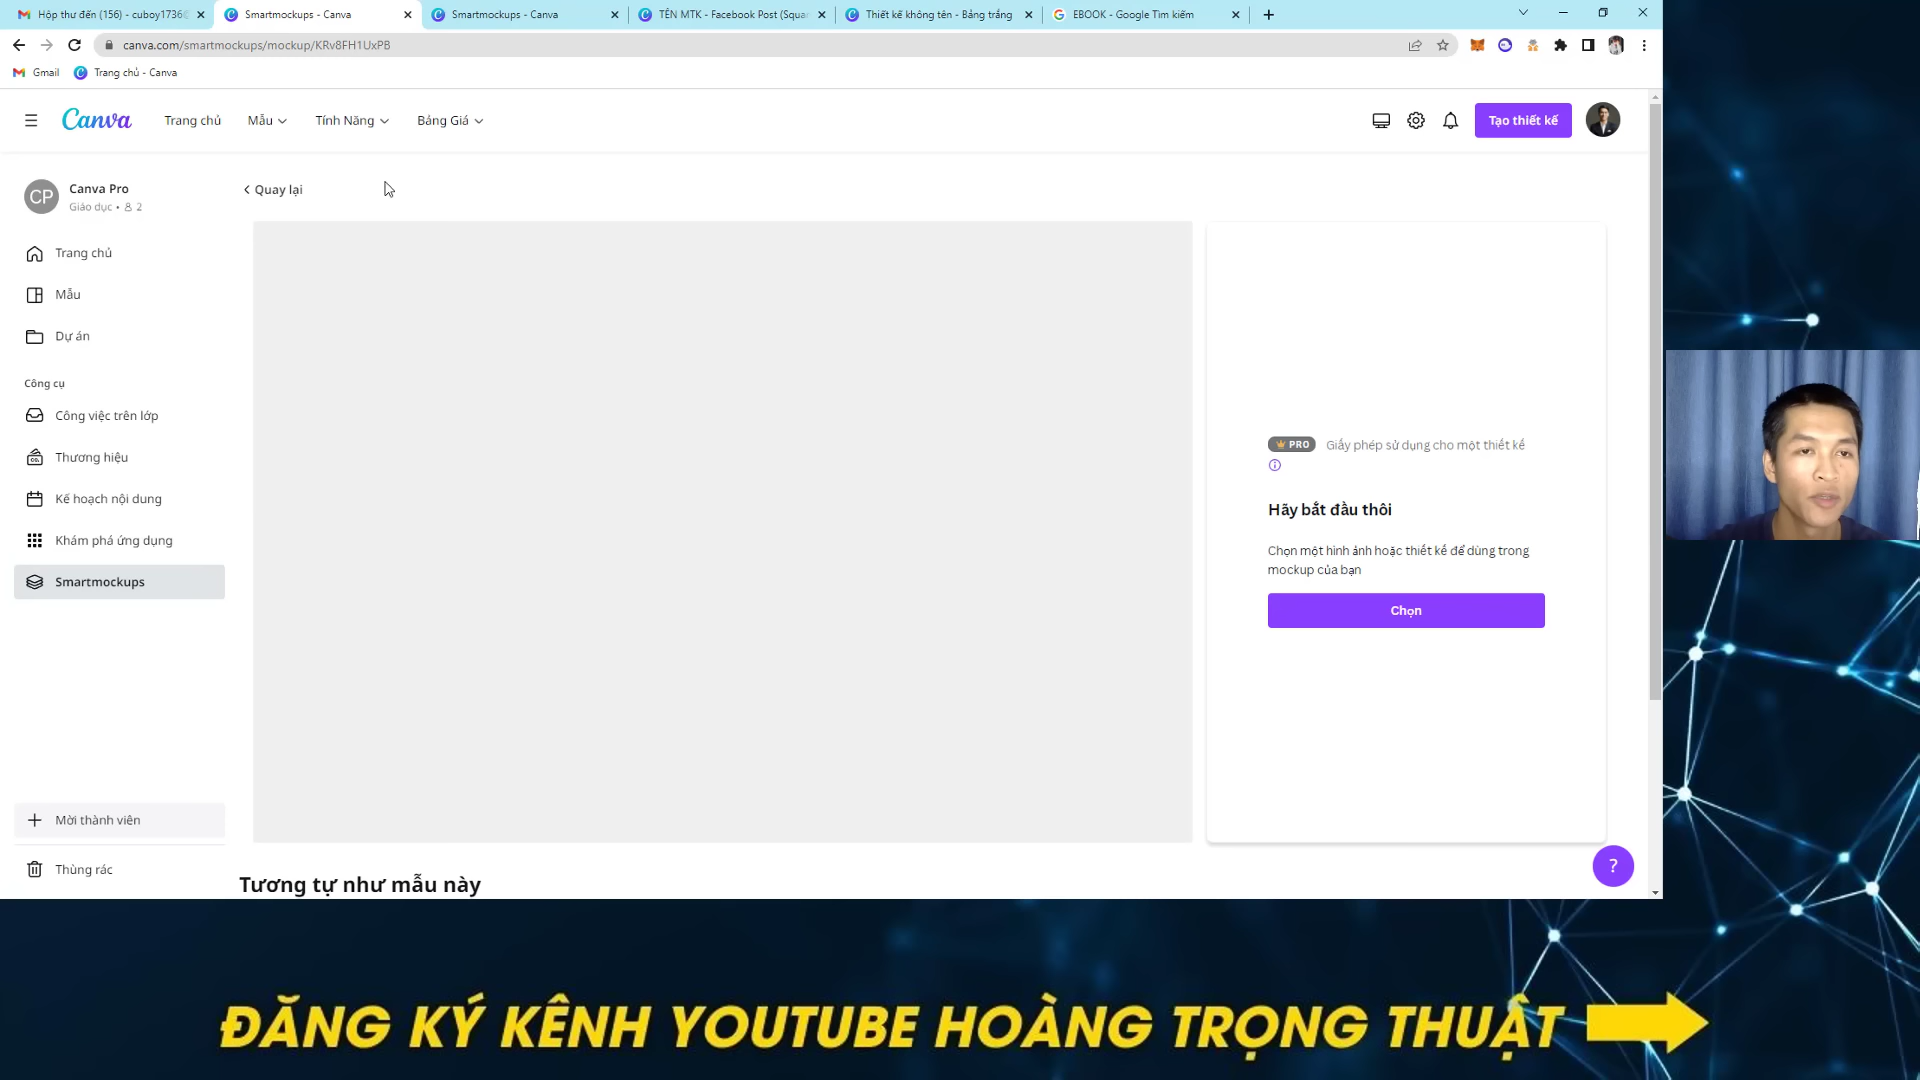 Hộp thư đến (156) - cuboy1736
Smartmockups - Canva
Smartmockups - Canva
TÊN MTK - Facebook Post (Squar
Thiết kế không tên - Bảng trắng
EBOOK - Google Tìm kiếm
canva.com/smartmockups/mockup/KRv8FH1UxPB
Gmail
Trang chủ - Canva
Canva
Trang chủ
Mẫu
Tính Năng
Bảng Giá
Tạo thiết kế
CP
Canva Pro
Giáo dục • 2
Quay lại
Trang chủ
Mẫu
Dự án
Công cụ
Công việc trên lớp
Thương hiệu
Kế hoạch nội dung
Khám phá ứng dụng
Smartmockups
Mời thành viên
Thùng rác
PRO Giấy phép sử dụng cho một thiết kế
Hãy bắt đầu thôi
Chọn một hình ảnh hoặc thiết kế để dùng trong
mockup của bạn
Chọn
?
Tương tự như mẫu này
ĐĂNG KÝ KÊNH YOUTUBE HOÀNG TRỌNG THUẬT